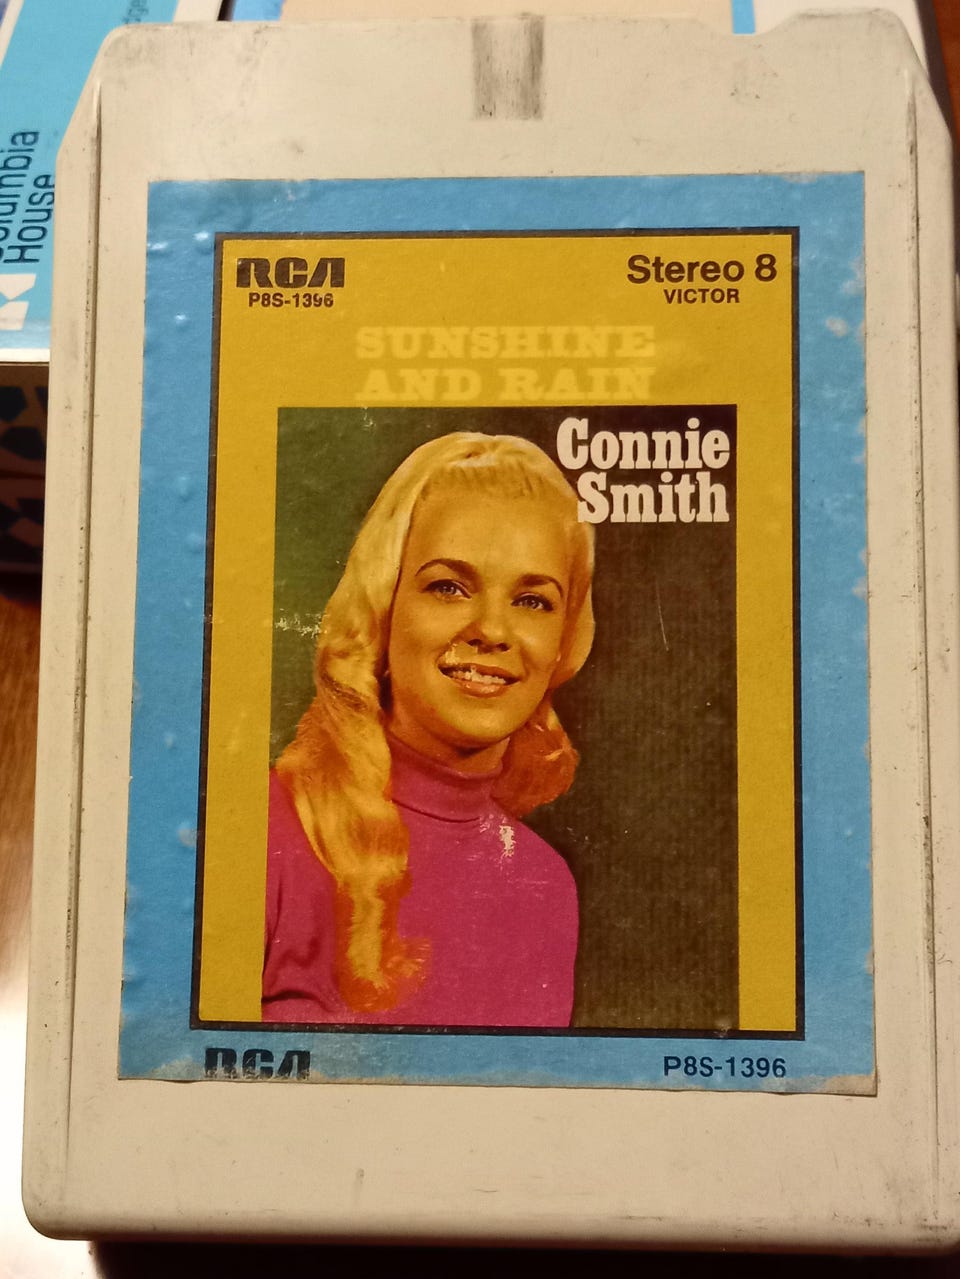 Columbia
House
RCA
P8S-1396
Stereo 8
VICTOR
SUNSHINE
AND RAIN
Connie
Smith
RCA
P8S-1396